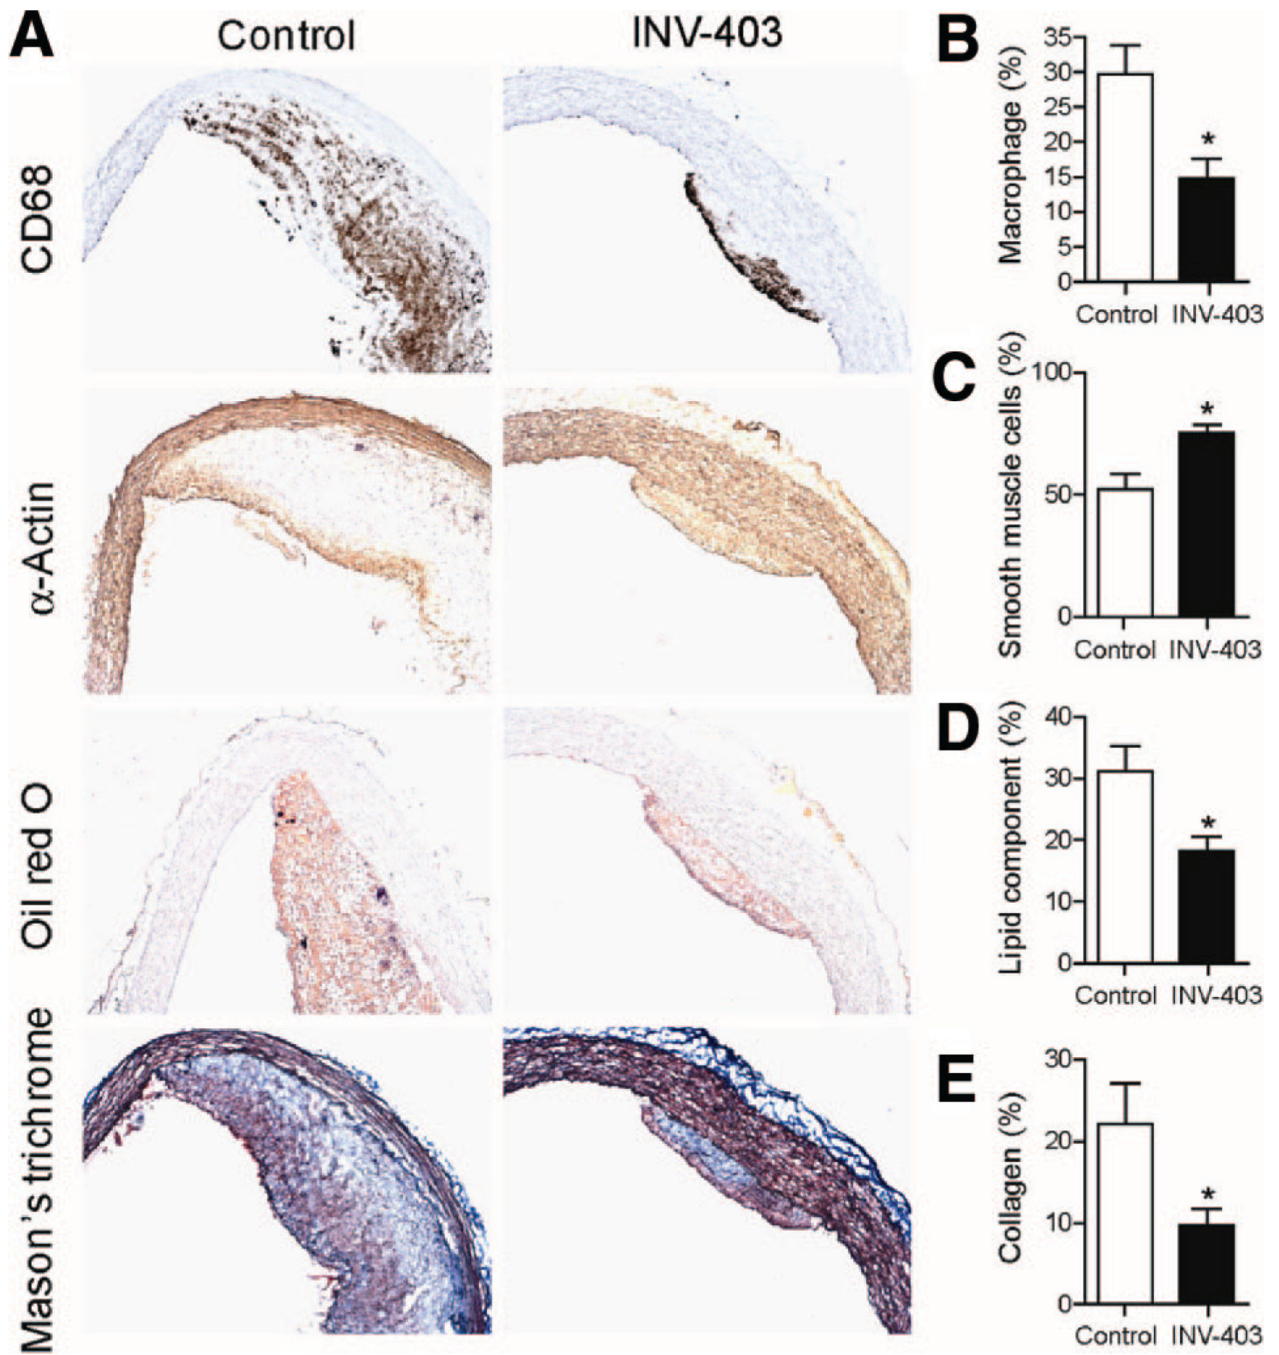 A
Control
INV-403
CD68
α-Actin
Oil red O
Mason's trichrome
B
Macrophage (%)
35
30
25
20
15
10
5
0
*
Control INV-403
C
Smooth muscle cells (%)
100
50
0
*
Control INV-403
D
Lipid component (%)
40
30
20
10
0
*
Control INV-403
E
Collagen (%)
30
20
10
0
*
Control INV-403